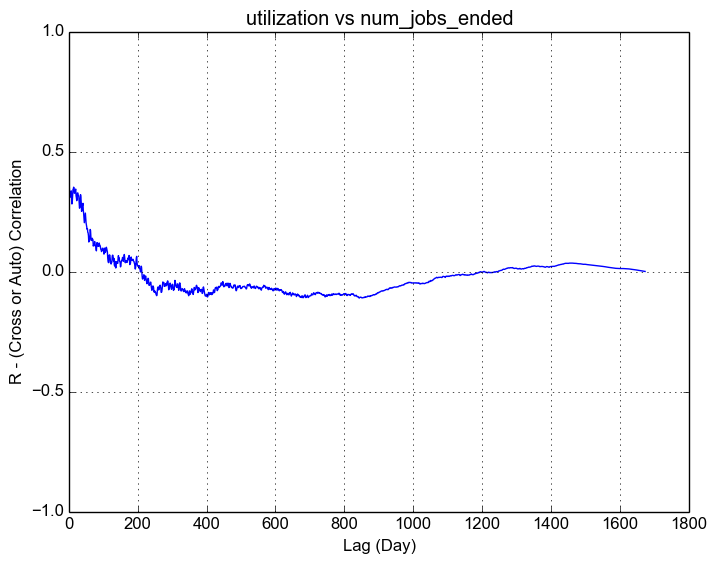 utilization vs num_jobs_ended
1.0
0.5
0.0
−0.5
−1.0
R - (Cross or Auto) Correlation
0 200 400 600 800 1000 1200 1400 1600 1800
Lag (Day)